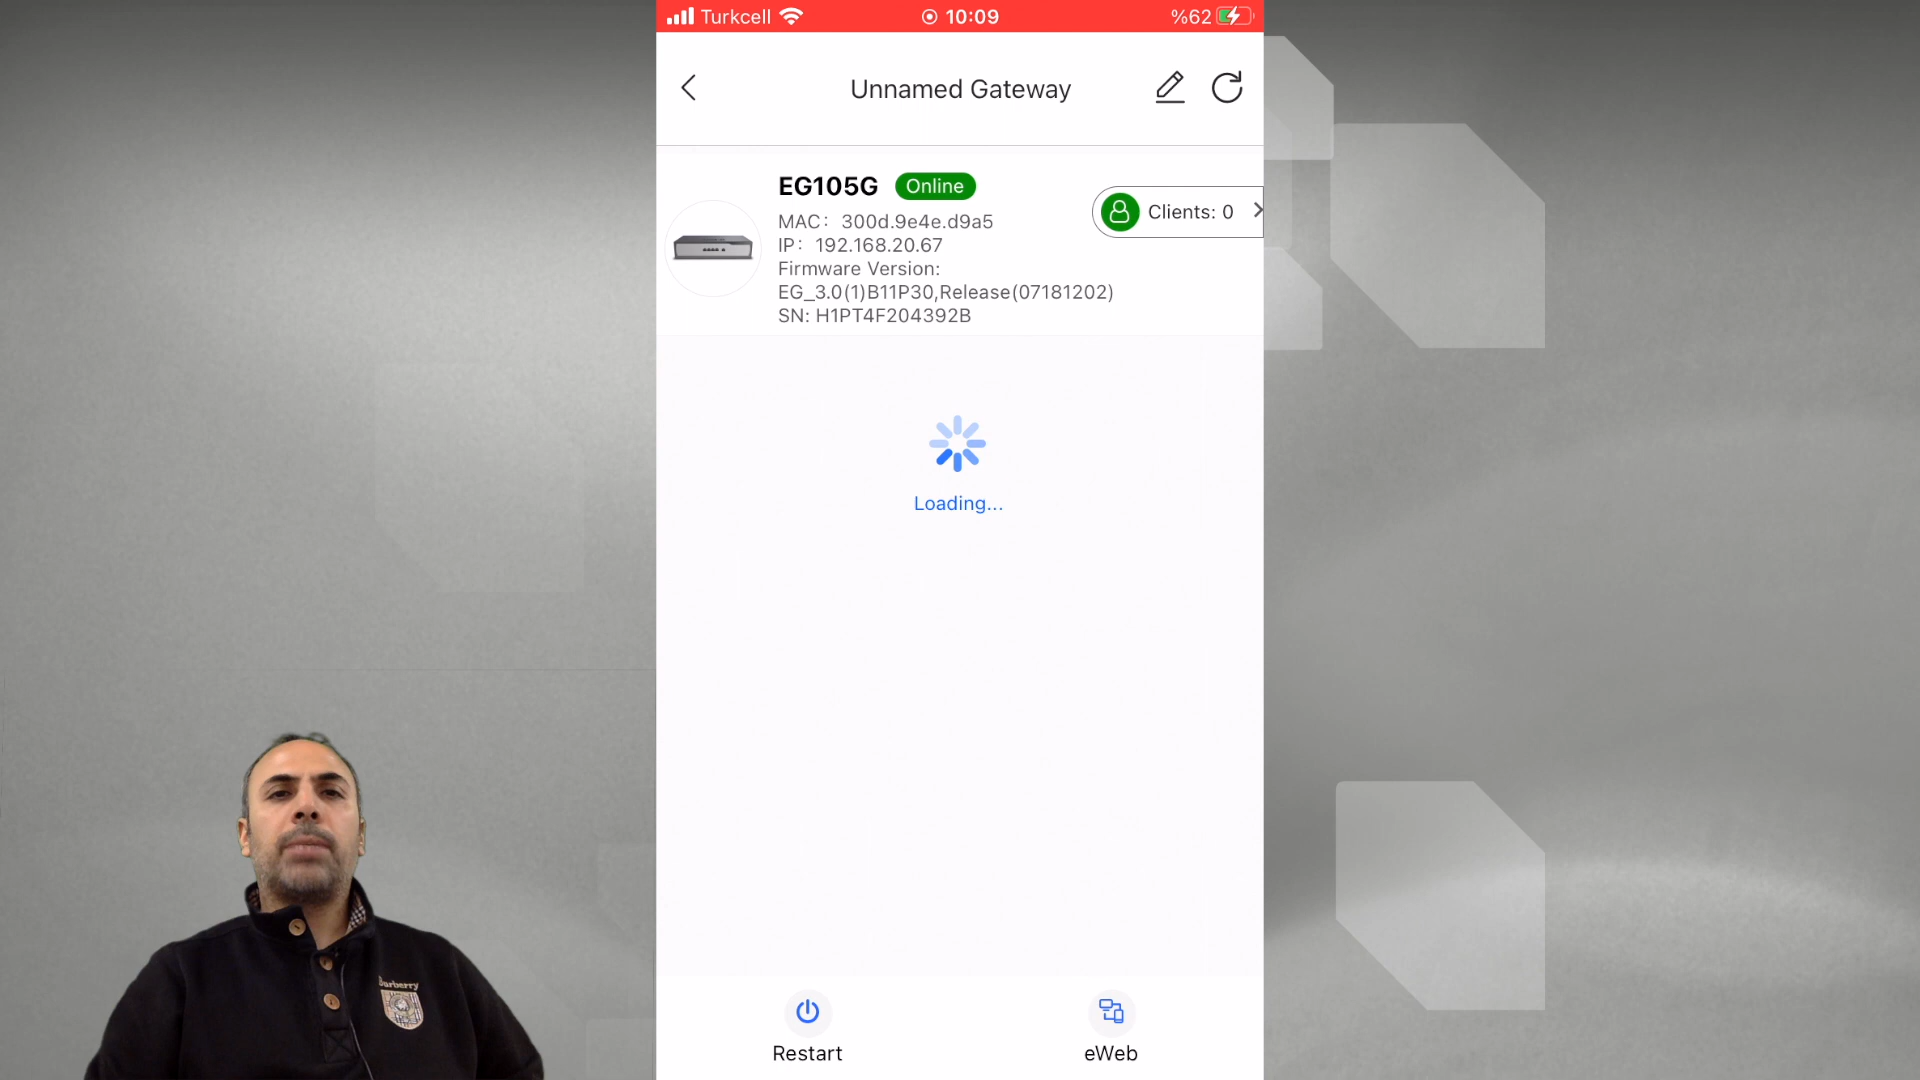 Turkcell 10:09 %62
Unnamed Gateway
EG105G Online
MAC: 300d.9e4e.d9a5
Clients: 0
IP: 192.168.20.67
Firmware Version:
EG_3.0(1)B11P30,Release(07181202)
SN: H1PT4F204392B
Loading...
Burberry
Restart eWeb